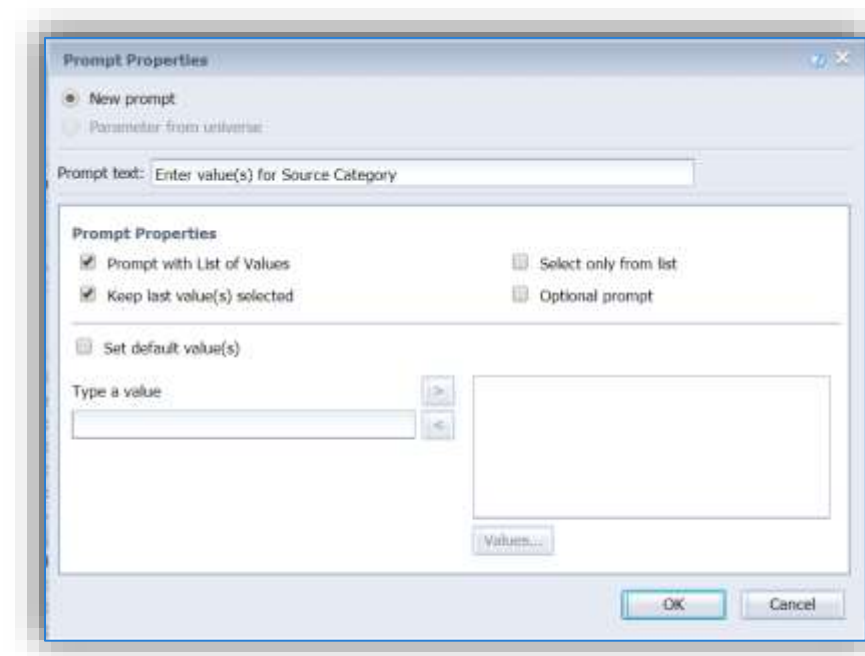 Prompt Properties
New prompt
Parameter from universe
Prompt text: Enter value(s) for Source Category
Prompt Properties
Prompt with List of Values
Select only from list
Keep last value(s) selected
Optional prompt
Set default value(s)
Type a value
>
<
Values...
OK Cancel